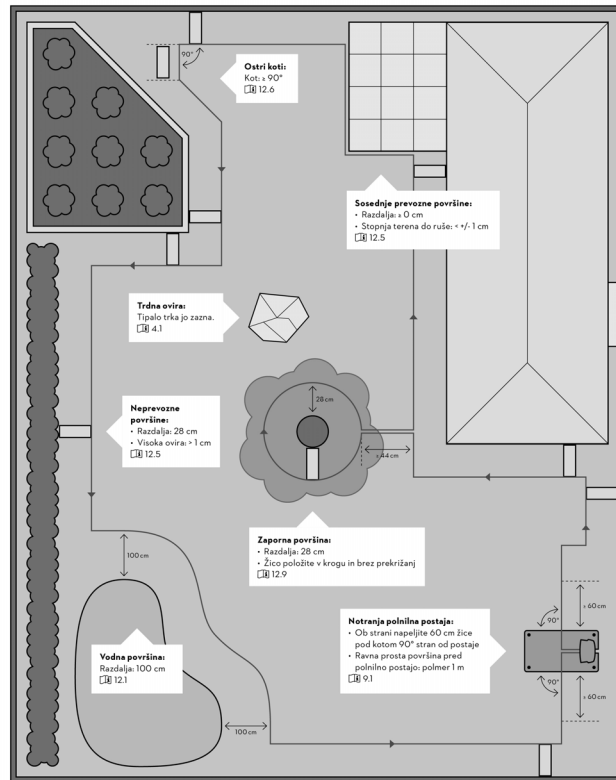 90°
Ostri koti:
Kot: ≥ 90°
12.6
Sosednje prevozne površine:
• Razdalja: ≥ 0 cm
• Stopnja terena do ruše: < +/- 1 cm
12.5
Trdna ovira:
Tipalo trka jo zazna.
4.1
28 cm
Neprevozne
površine:
• Razdalja: 28 cm
• Visoka ovira: > 1 cm
12.5
≥ 44 cm
Zaporna površina:
• Razdalja: 28 cm
• Žico položite v krogu in brez prekrižanj
12.9
100 cm
Notranja polnilna postaja:
• Ob strani napeljite 60 cm žice
pod kotom 90° stran od postaje
• Ravna prosta površina pred
polnilno postajo: polmer 1 m
9.1
≥ 60 cm
90°
90°
≥ 60 cm
Vodna površina:
Razdalja: 100 cm
12.1
100 cm